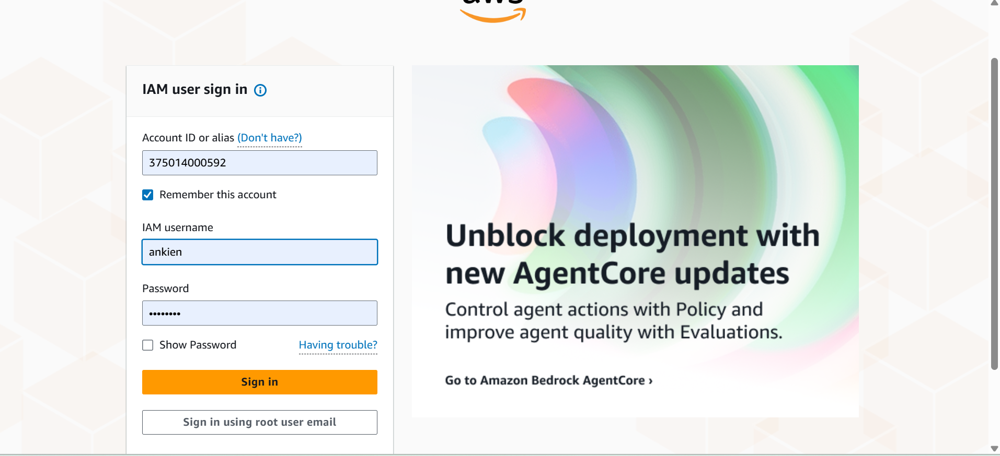 aws
IAM user sign in
Account ID or alias (Don't have?)
375014000592
Remember this account
IAM username
ankien
Password
••••••••
Show Password
Having trouble?
Sign in
Sign in using root user email
Unblock deployment with
new AgentCore updates
Control agent actions with Policy and
improve agent quality with Evaluations.
Go to Amazon Bedrock AgentCore ›